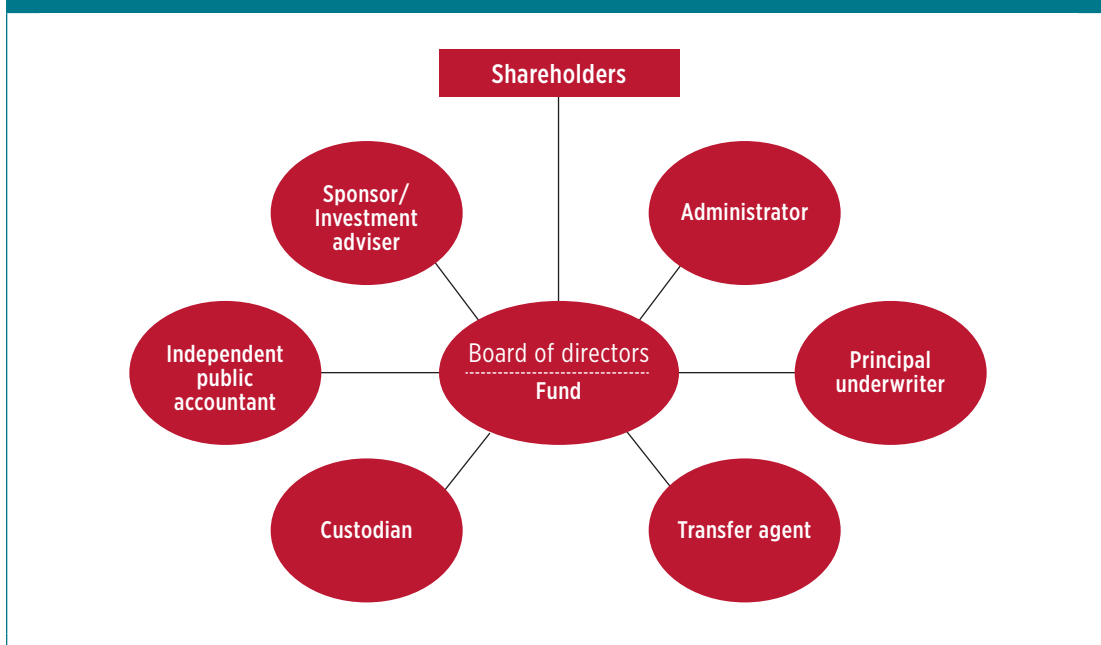 Shareholders
Sponsor/
Investment
adviser
Administrator
Independent
public
accountant
Board of directors
Fund
Principal
underwriter
Custodian
Transfer agent